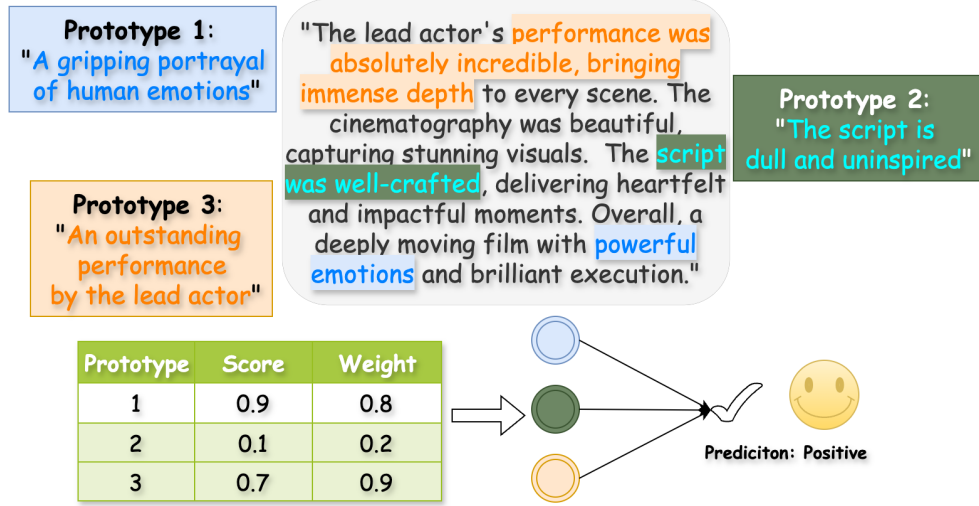 Prototype 1:
"A gripping portrayal
of human emotions"
"The lead actor's performance was
absolutely incredible, bringing
immense depth to every scene. The
cinematography was beautiful,
capturing stunning visuals. The script
was well-crafted, delivering heartfelt
and impactful moments. Overall, a
deeply moving film with powerful
emotions and brilliant execution."
Prototype 2:
"The script is
dull and uninspired"
Prototype 3:
"An outstanding
performance
by the lead actor"
Prototype Score Weight
1 0.9 0.8
2 0.1 0.2
3 0.7 0.9
Prediciton: Positive